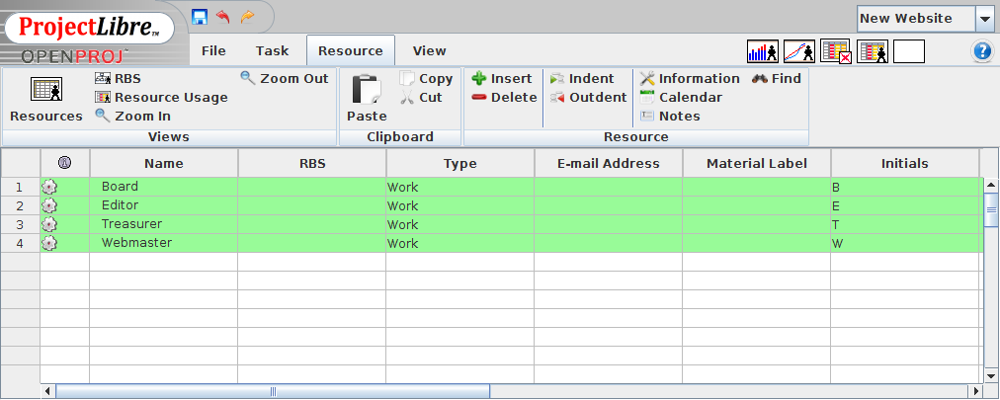 ProjectLibre™
OPENPROJ
New Website
File Task Resource View
Resources
RBS
Resource Usage
Zoom In
Zoom Out
Views
Paste
Copy
Cut
Clipboard
Insert
Delete
Indent
Outdent
Information
Calendar
Notes
Find
Resource
Name RBS Type E-mail Address Material Label Initials
1 Board Work B
2 Editor Work E
3 Treasurer Work T
4 Webmaster Work W